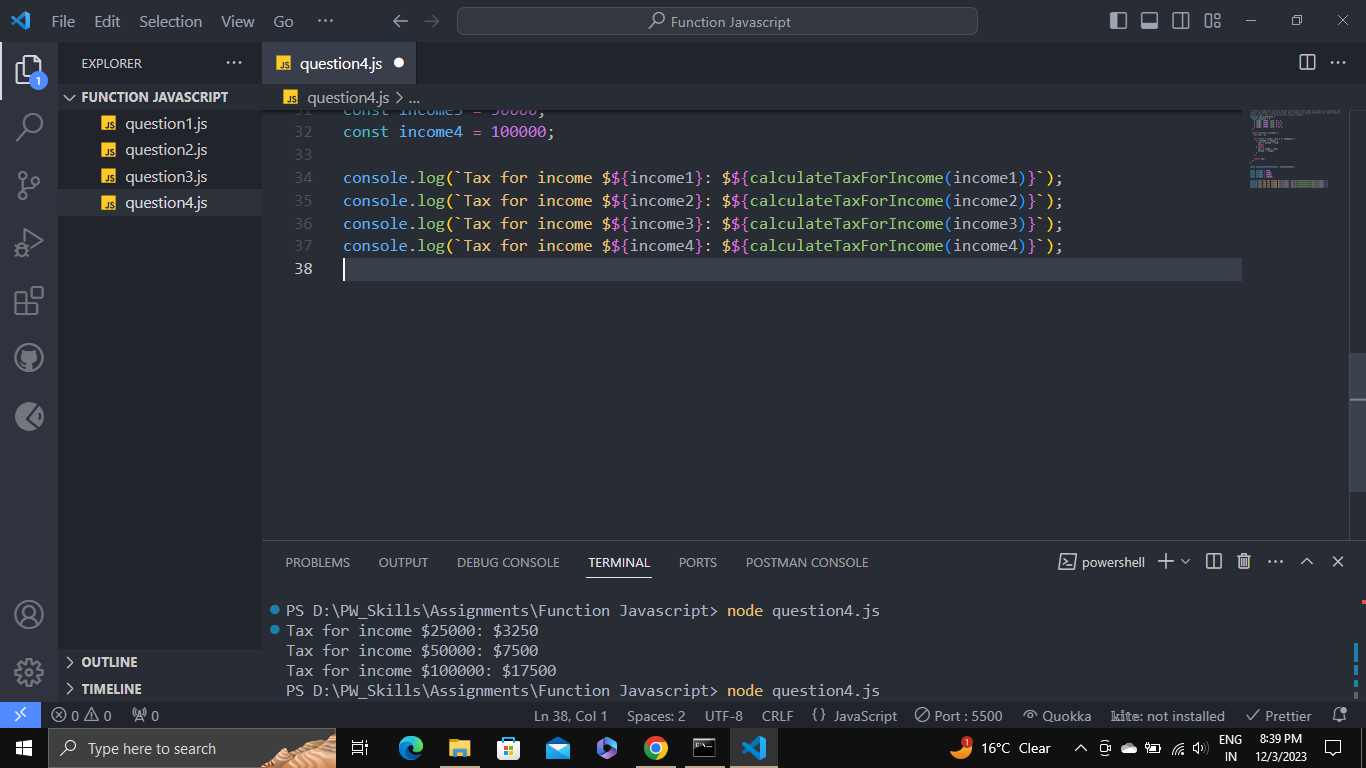 File Edit Selection View Go ··· Function Javascript
EXPLORER ···
FUNCTION JAVASCRIPT
question1.js
question2.js
question3.js
question4.js
question4.js
question4.js > ...
32 const income4 = 100000;
33
34 console.log(`Tax for income $${income1}: $${calculateTaxForIncome(income1)}`);
35 console.log(`Tax for income $${income2}: $${calculateTaxForIncome(income2)}`);
36 console.log(`Tax for income $${income3}: $${calculateTaxForIncome(income3)}`);
37 console.log(`Tax for income $${income4}: $${calculateTaxForIncome(income4)}`);
38
PROBLEMS OUTPUT DEBUG CONSOLE TERMINAL PORTS POSTMAN CONSOLE powershell
PS D:\PW_Skills\Assignments\Function Javascript> node question4.js
Tax for income $25000: $3250
Tax for income $50000: $7500
Tax for income $100000: $17500
PS D:\PW_Skills\Assignments\Function Javascript> node question4.js
OUTLINE
TIMELINE
1
0 0 0 Ln 38, Col 1 Spaces: 2 UTF-8 CRLF {} JavaScript Port : 5500 Quokka kite: not installed Prettier
Type here to search 1 16°C Clear ENG IN 8:39 PM 12/3/2023